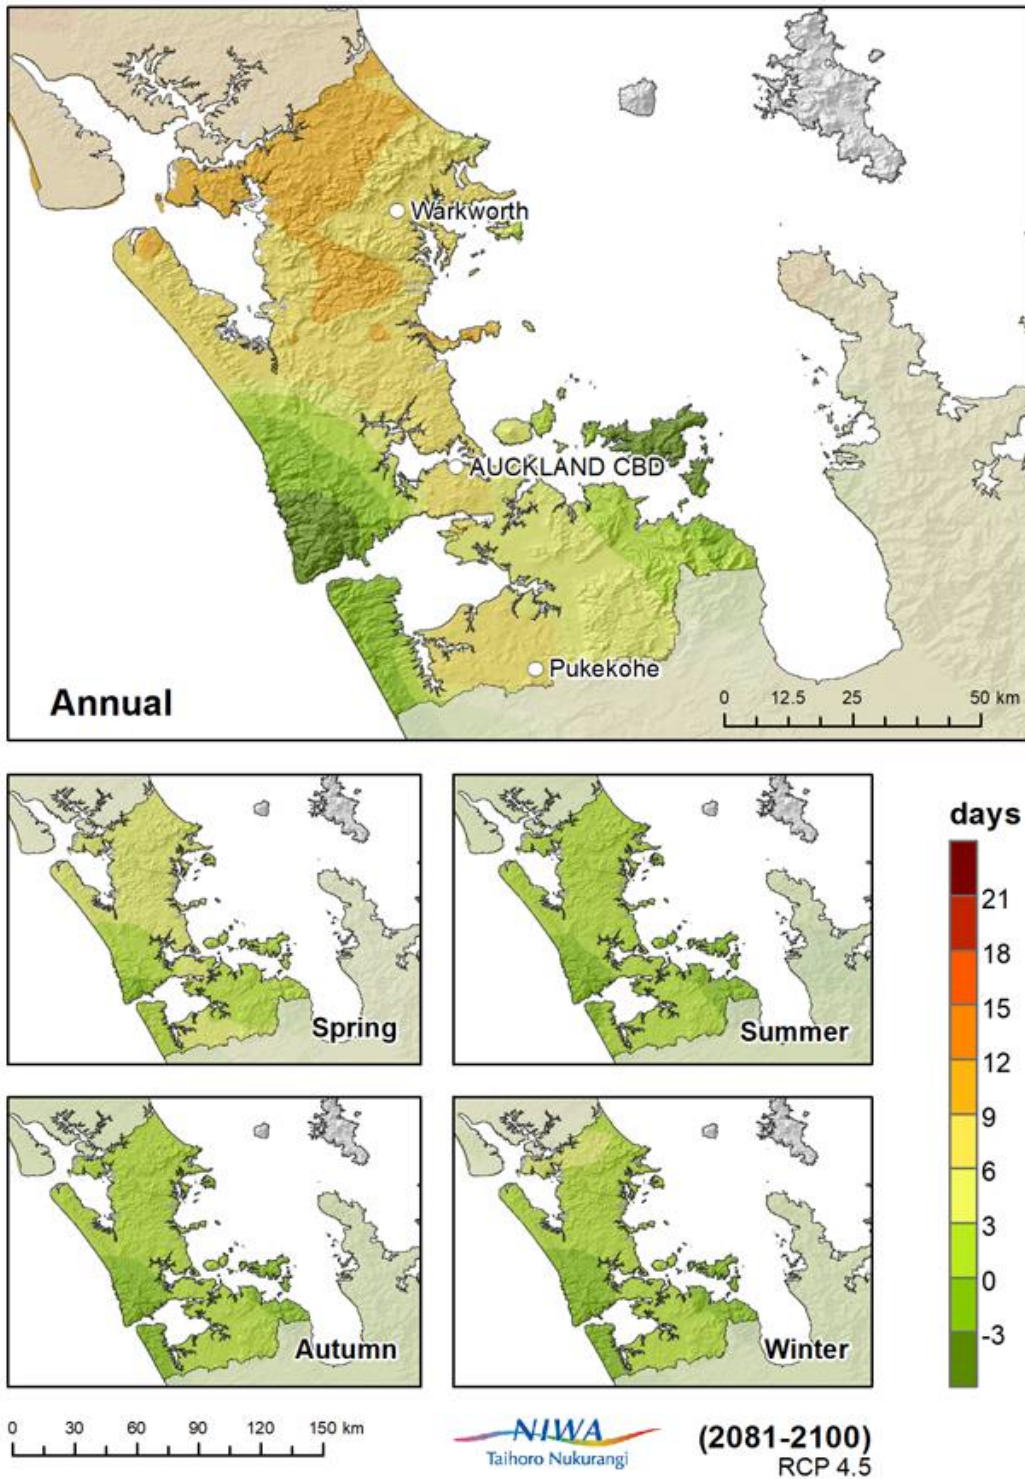 Warkworth
AUCKLAND CBD
Pukekohe
Annual
0 12.5 25 50 km
Spring
Summer
Autumn
Winter
days
21
18
15
12
9
6
3
0
-3
0 30 60 90 120 150 km
NIWA
Taihoro Nukurangi
(2081-2100)
RCP 4.5